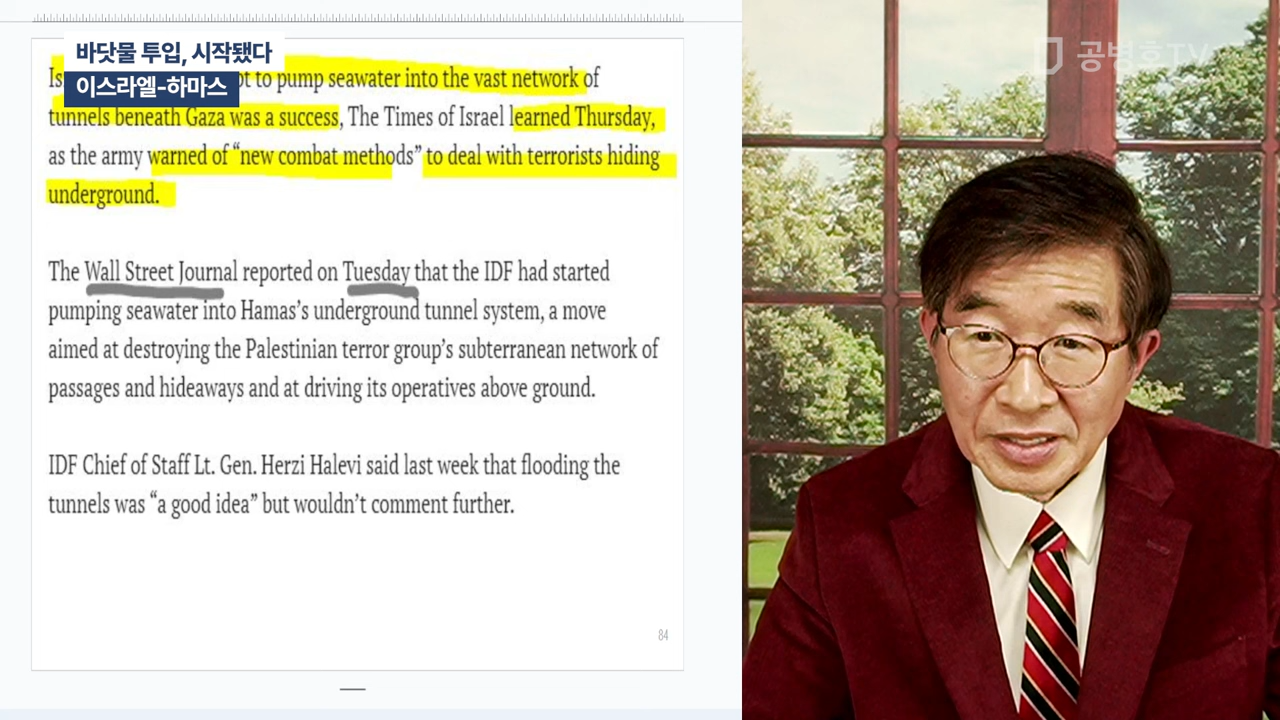 바닷물 투입, 시작됐다
이스라엘-하마스
공병호TV
Is ot to pump seawater into the vast network of
tunnels beneath Gaza was a success, The Times of Israel learned Thursday,
as the army warned of “new combat methods” to deal with terrorists hiding
underground.
The Wall Street Journal reported on Tuesday that the IDF had started
pumping seawater into Hamas’s underground tunnel system, a move
aimed at destroying the Palestinian terror group’s subterranean network of
passages and hideaways and at driving its operatives above ground.
IDF Chief of Staff Lt. Gen. Herzi Halevi said last week that flooding the
tunnels was “a good idea” but wouldn’t comment further.
84